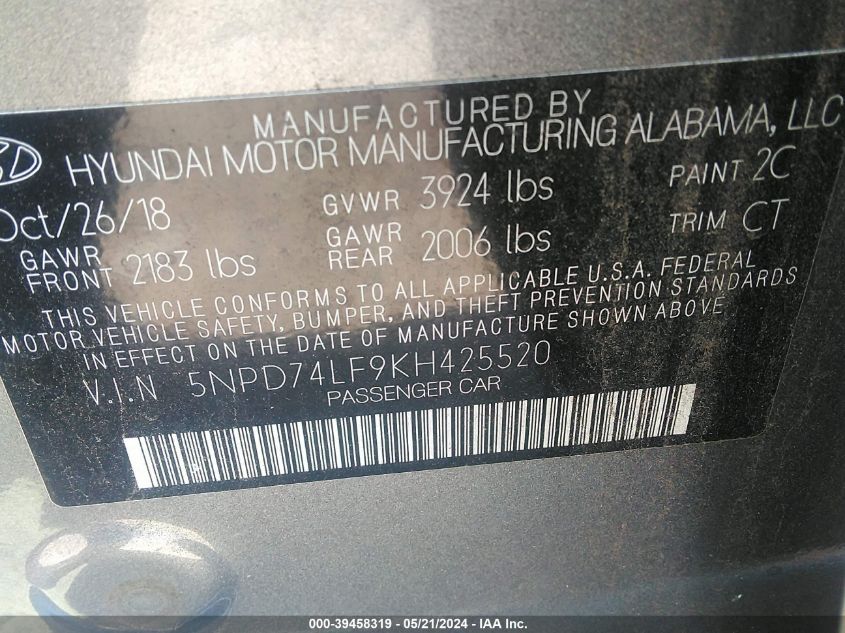 MANUFACTURED BY
HYUNDAI MOTOR MANUFACTURING ALABAMA, LLC
Oct/26/18 GVWR 3924 lbs PAINT 2C
GAWR FRONT 2183 lbs GAWR REAR 2006 lbs TRIM CT
THIS VEHICLE CONFORMS TO ALL APPLICABLE U.S.A. FEDERAL
MOTOR VEHICLE SAFETY, BUMPER, AND THEFT PREVENTION STANDARDS
IN EFFECT ON THE DATE OF MANUFACTURE SHOWN ABOVE
V.I.N 5NPD74LF9KH425520
PASSENGER CAR
000-39458319 - 05/21/2024 - IAA Inc.